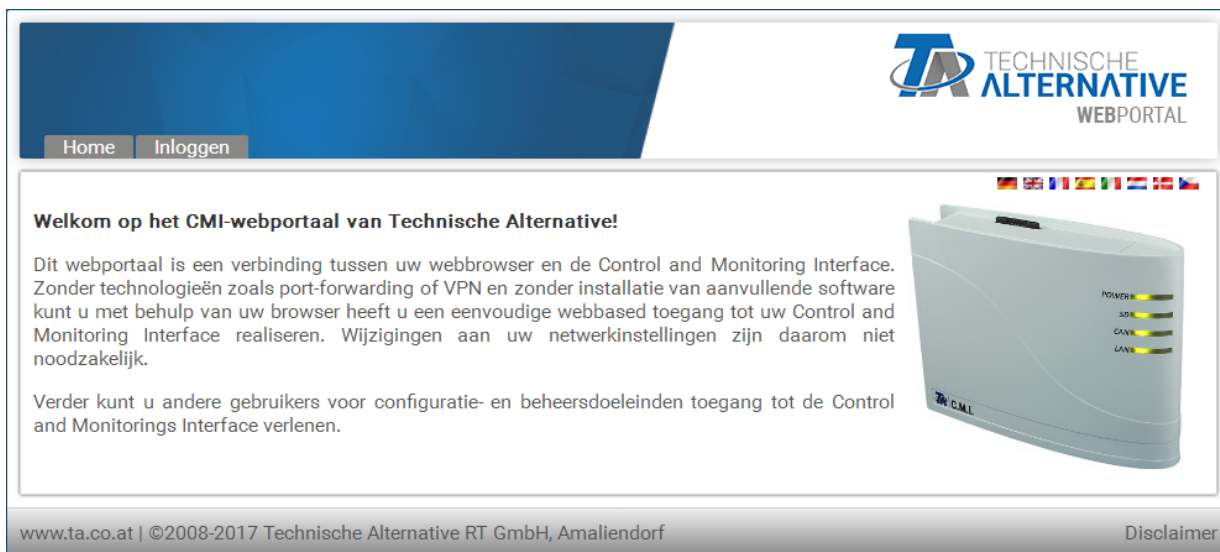 TA TECHNISCHE
ALTERNATIVE
WEBPORTAL
Home Inloggen
Welkom op het CMI-webportaal van Technische Alternative!
Dit webportaal is een verbinding tussen uw webbrowser en de Control and Monitoring Interface.
Zonder technologieën zoals port-forwarding of VPN en zonder installatie van aanvullende software
kunt u met behulp van uw browser heeft u een eenvoudige webbased toegang tot uw Control and
Monitoring Interface realiseren. Wijzigingen aan uw netwerkinstellingen zijn daarom niet
noodzakelijk.
Verder kunt u andere gebruikers voor configuratie- en beheersdoeleinden toegang tot de Control
and Monitorings Interface verlenen.
POWER
SD
CAN
LAN
TA C.M.I.
www.ta.co.at | ©2008-2017 Technische Alternative RT GmbH, Amaliendorf
Disclaimer